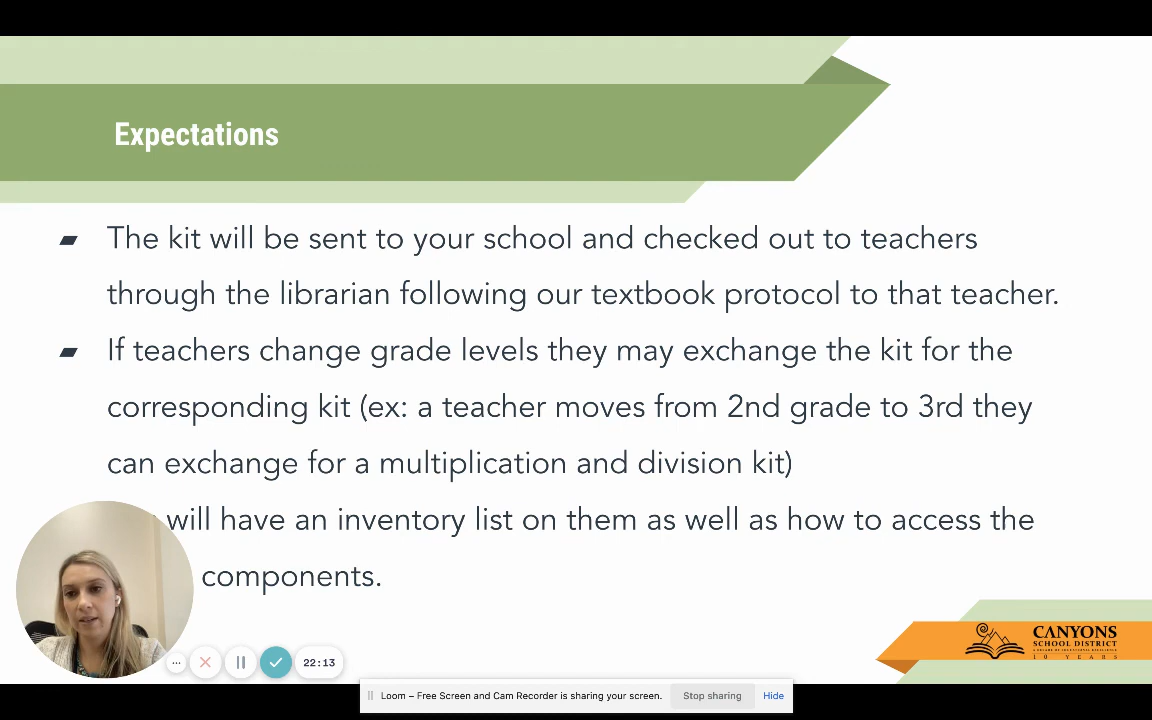 Expectations
The kit will be sent to your school and checked out to teachers
through the librarian following our textbook protocol to that teacher.
If teachers change grade levels they may exchange the kit for the
corresponding kit (ex: a teacher moves from 2nd grade to 3rd they
can exchange for a multiplication and division kit)
will have an inventory list on them as well as how to access the
components.
CANYONS
SCHOOL DISTRICT
10 YEARS
22:13
Loom – Free Screen and Cam Recorder is sharing your screen.
Stop sharing
Hide